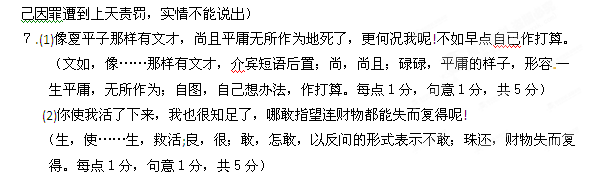 己因罪遭到上天责罚，实情不能说出）
7.(1)像夏平子那样有文才，尚且平庸无所作为地死了，更何况我呢!不如早点自已作打算。
（文如，像……那样有文才，介宾短语后置；尚，尚且；碌碌，平庸的样子，形容一
生平庸，无所作为；自图，自己想办法，作打算。每点1分，句意1分，共5分）
(2)你使我活了下来，我也很知足了，哪敢指望连财物都能失而复得呢!
（生，使……生，救活;良，很；敢，怎敢，以反问的形式表示不敢；珠还，财物失而复
得。每点1分，句意1分，共5分）